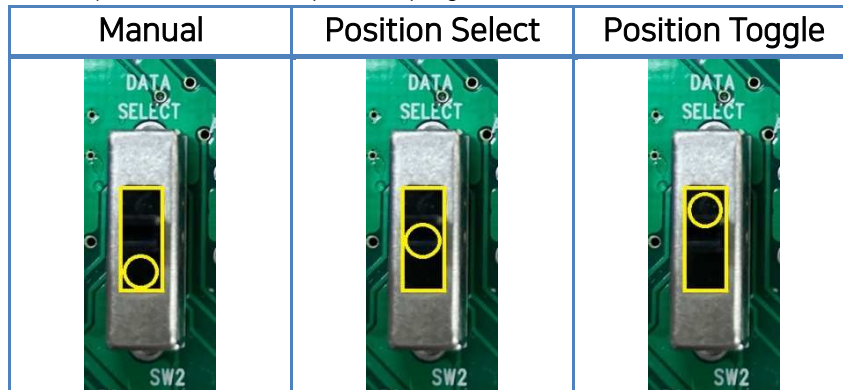 Manual
Position Select
Position Toggle
DATA
SELECT
SW2
DATA
SELECT
SW2
DATA
SELECT
SW2